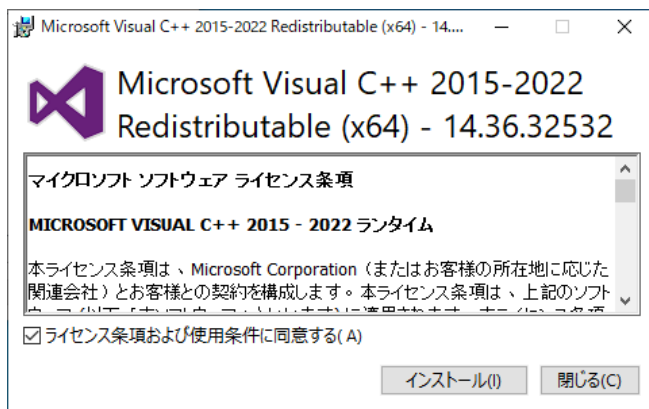 Microsoft Visual C++ 2015-2022 Redistributable (x64) - 14....
Microsoft Visual C++ 2015-2022
Redistributable (x64) - 14.36.32532
マイクロソフト ソフトウェア ライセンス条項
MICROSOFT VISUAL C++ 2015 - 2022 ランタイム
本ライセンス条項は、Microsoft Corporation（またはお客様の所在地に応じた
関連会社）とお客様との契約を構成します。本ライセンス条項は、上記のソフト
ライセンス条項および使用条件に同意する(A)
インストール(I)
閉じる(C)